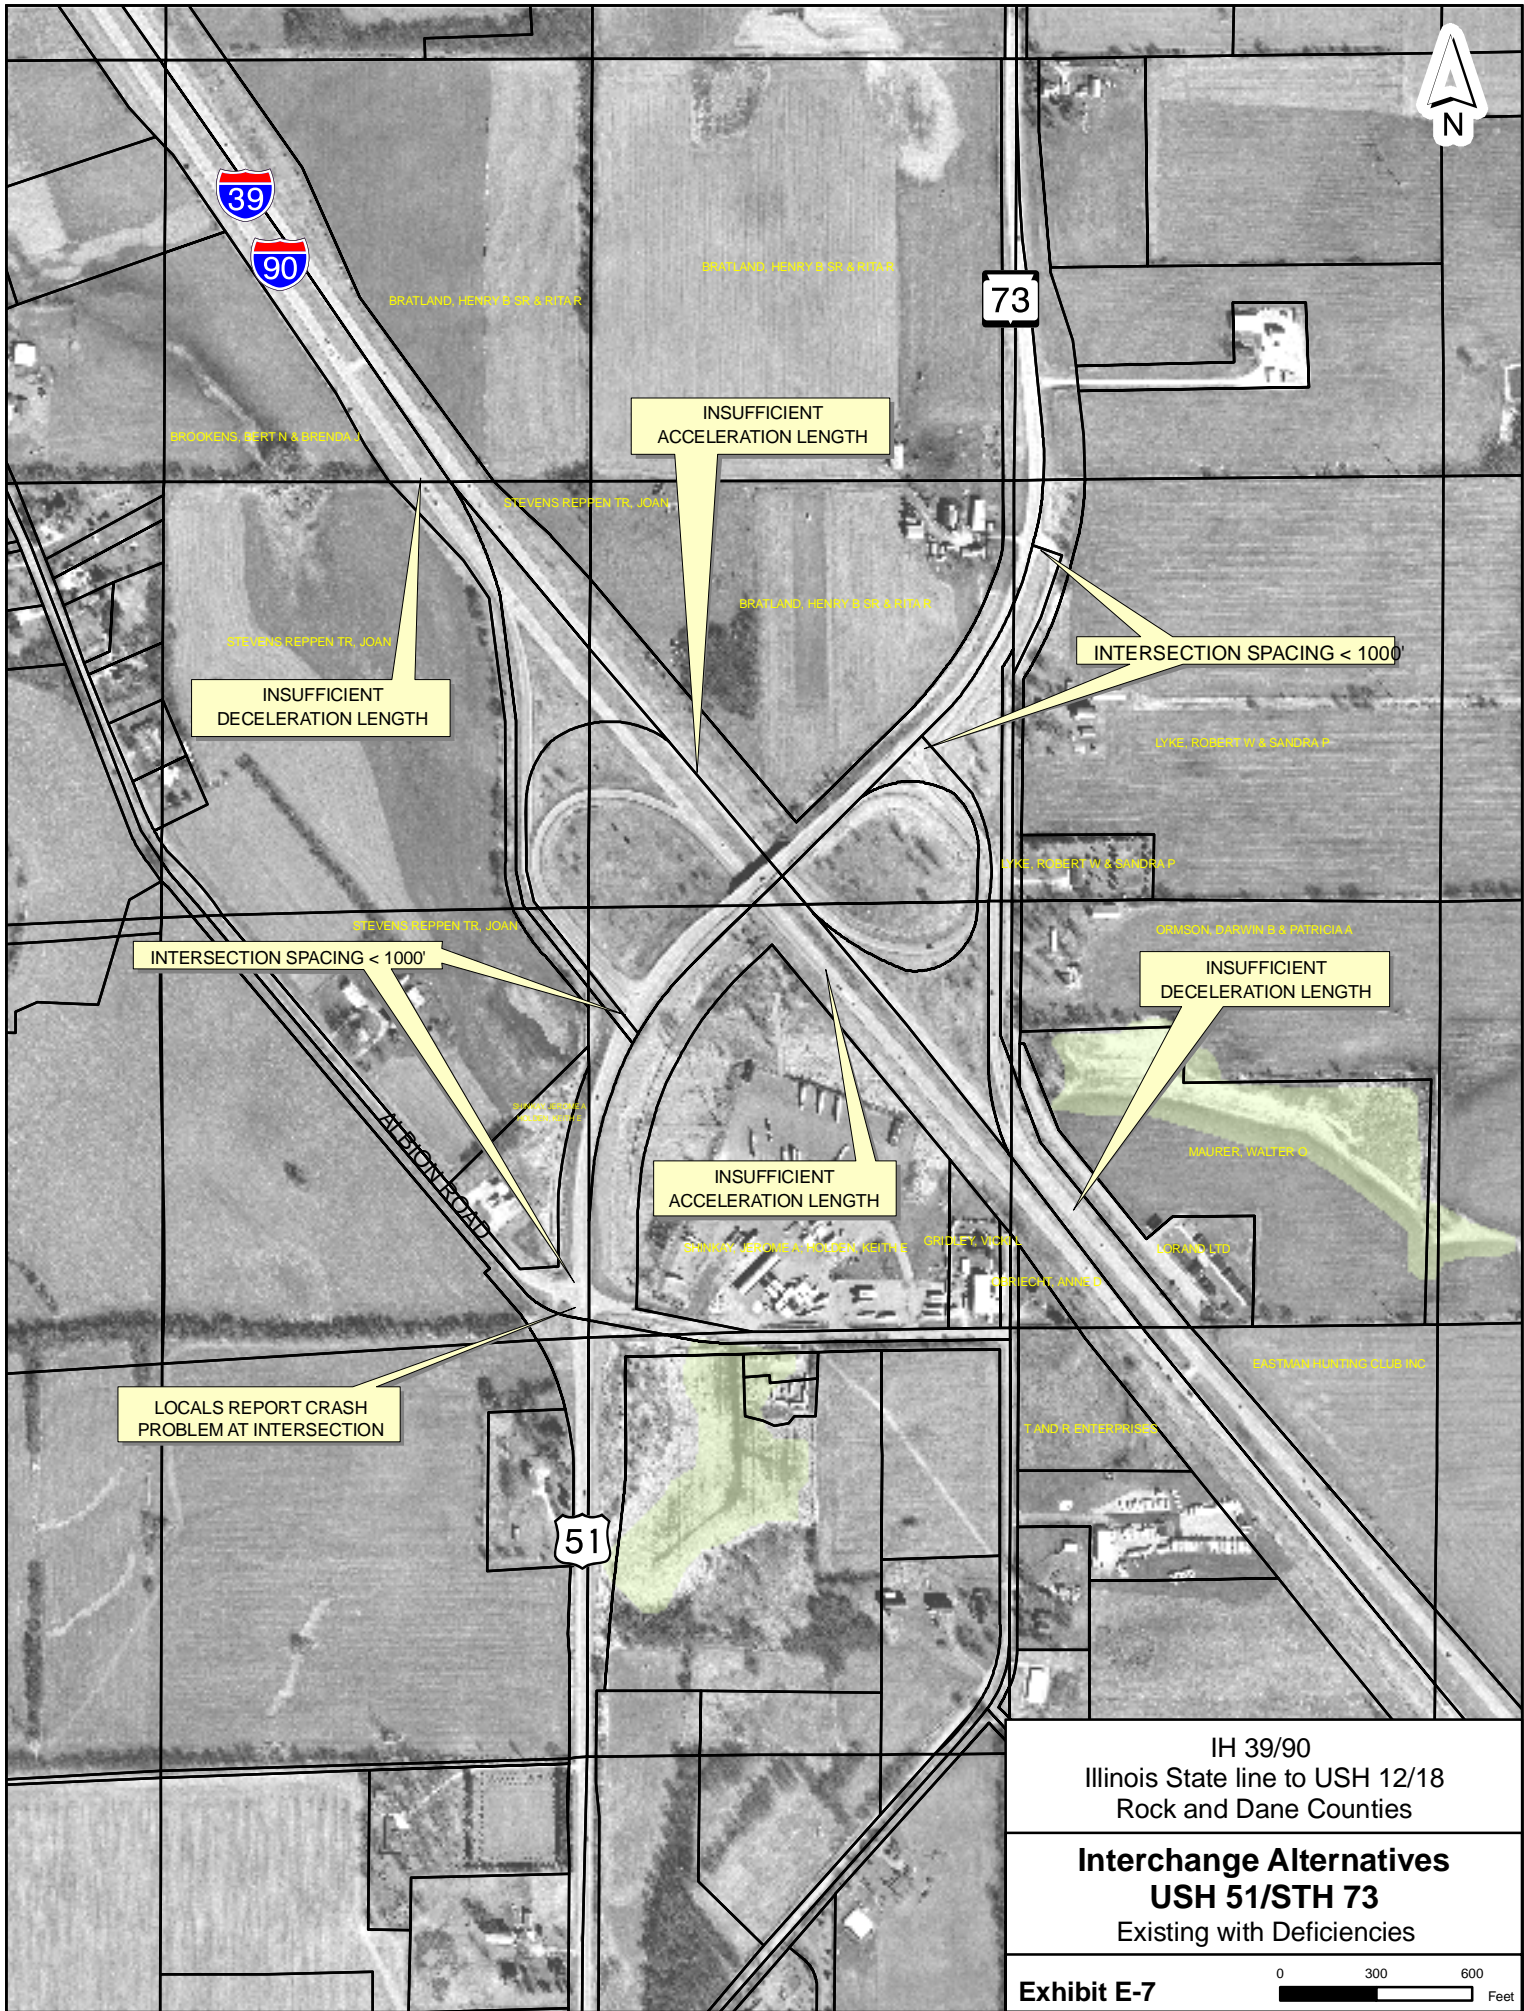 N
39
90
73
BRATLAND, HENRY B SR & RITA R
BRATLAND, HENRY B SR & RITA R
INSUFFICIENT
ACCELERATION LENGTH
BROOKENS, BERT N & BRENDA J
STEVENS REPPEN TR, JOAN
BRATLAND, HENRY B SR & RITA R
STEVENS REPPEN TR, JOAN
INTERSECTION SPACING < 1000'
INSUFFICIENT
DECELERATION LENGTH
LYKE, ROBERT W & SANDRA P
LYKE, ROBERT W & SANDRA P
STEVENS REPPEN TR, JOAN
ORMSON, DARWIN B & PATRICIA A
INTERSECTION SPACING < 1000'
INSUFFICIENT
DECELERATION LENGTH
ALBION ROAD
MAURER, WALTER O
INSUFFICIENT
ACCELERATION LENGTH
JEROME A, KEITH E
GRIDLEY, VICKI L
LORAND LTD
ANNE
EASTMAN HUNTING CLUB INC
LOCALS REPORT CRASH
PROBLEM AT INTERSECTION
T AND R ENTERPRISES
51
IH 39/90
Illinois State line to USH 12/18
Rock and Dane Counties
Interchange Alternatives
USH 51/STH 73
Existing with Deficiencies
Exhibit E-7
0 300 600
Feet